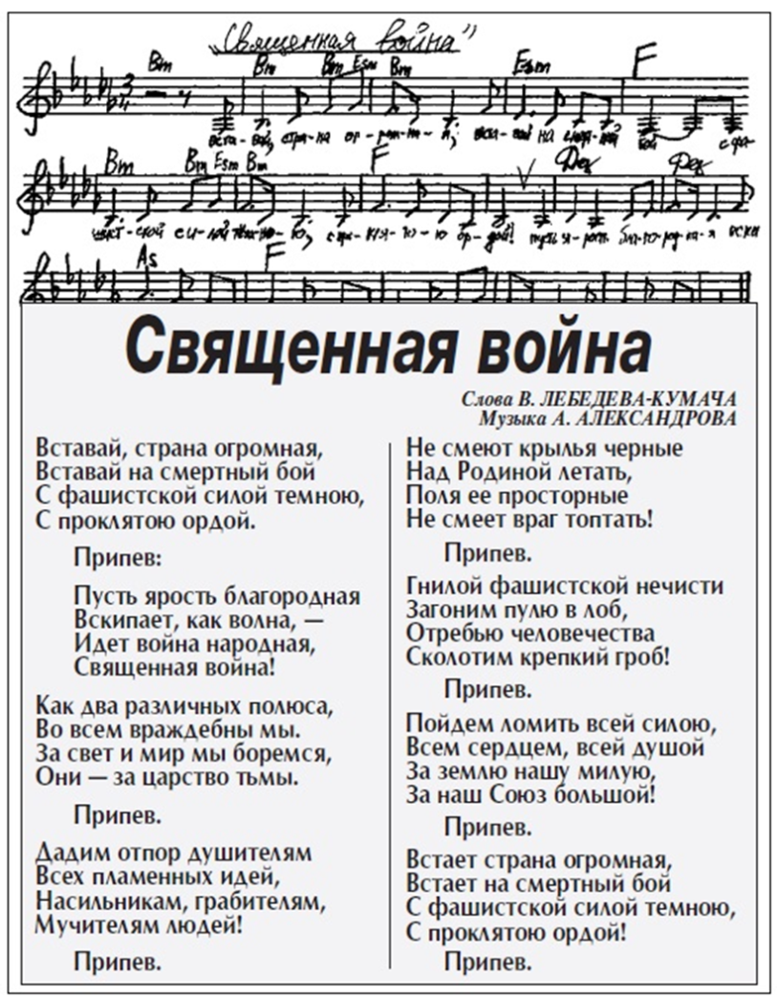 „Священная война"
Bm Bm Bm Esm Bm Esm F
вста-вай, стра-на ог-ром-на-я, вста-вай на смерт-ный бой с фа-
Bm Bm Esm Bm F Des Des
шист-ской си-лой тём-но-ю, с про-кля-то-ю ор-дой! пусть я-рость бла-го-род-на-я вски
As F
Священная война
Слова В. ЛЕБЕДЕВА-КУМАЧА
Музыка А. АЛЕКСАНДРОВА
Вставай, страна огромная,
Вставай на смертный бой
С фашистской силой темною,
С проклятою ордой.
Припев:
Пусть ярость благородная
Вскипает, как волна, —
Идет война народная,
Священная война!
Как два различных полюса,
Во всем враждебны мы.
За свет и мир мы боремся,
Они — за царство тьмы.
Припев.
Дадим отпор душителям
Всех пламенных идей,
Насильникам, грабителям,
Мучителям людей!
Припев.
Не смеют крылья черные
Над Родиной летать,
Поля ее просторные
Не смеет враг топтать!
Припев.
Гнилой фашистской нечисти
Загоним пулю в лоб,
Отребью человечества
Сколотим крепкий гроб!
Припев.
Пойдем ломить всей силою,
Всем сердцем, всей душой
За землю нашу милую,
За наш Союз большой!
Припев.
Встает страна огромная,
Встает на смертный бой
С фашистской силой темною,
С проклятою ордой!
Припев.